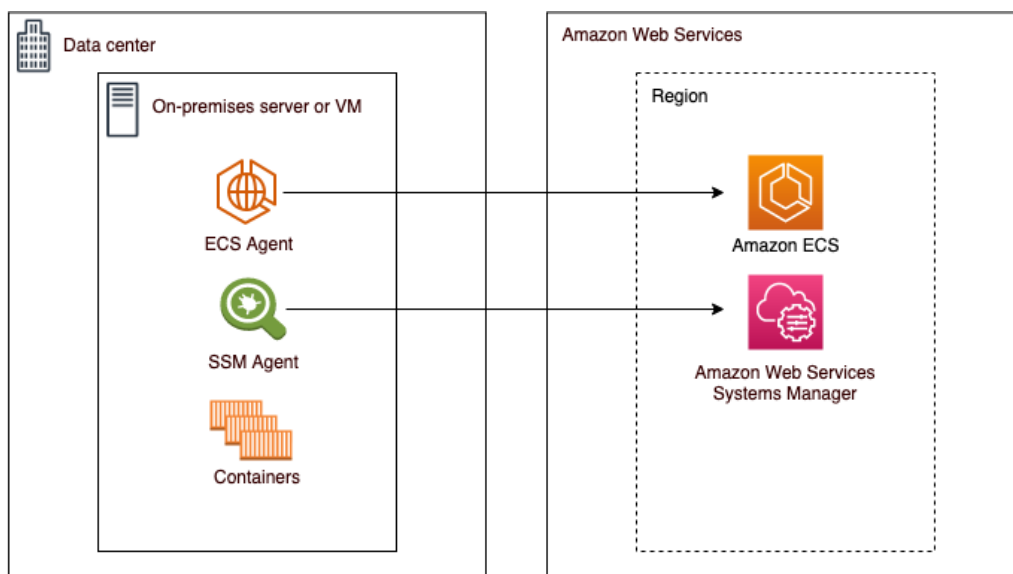 Data center
On-premises server or VM
ECS Agent
SSM Agent
Containers
Amazon Web Services
Region
Amazon ECS
Amazon Web Services
Systems Manager